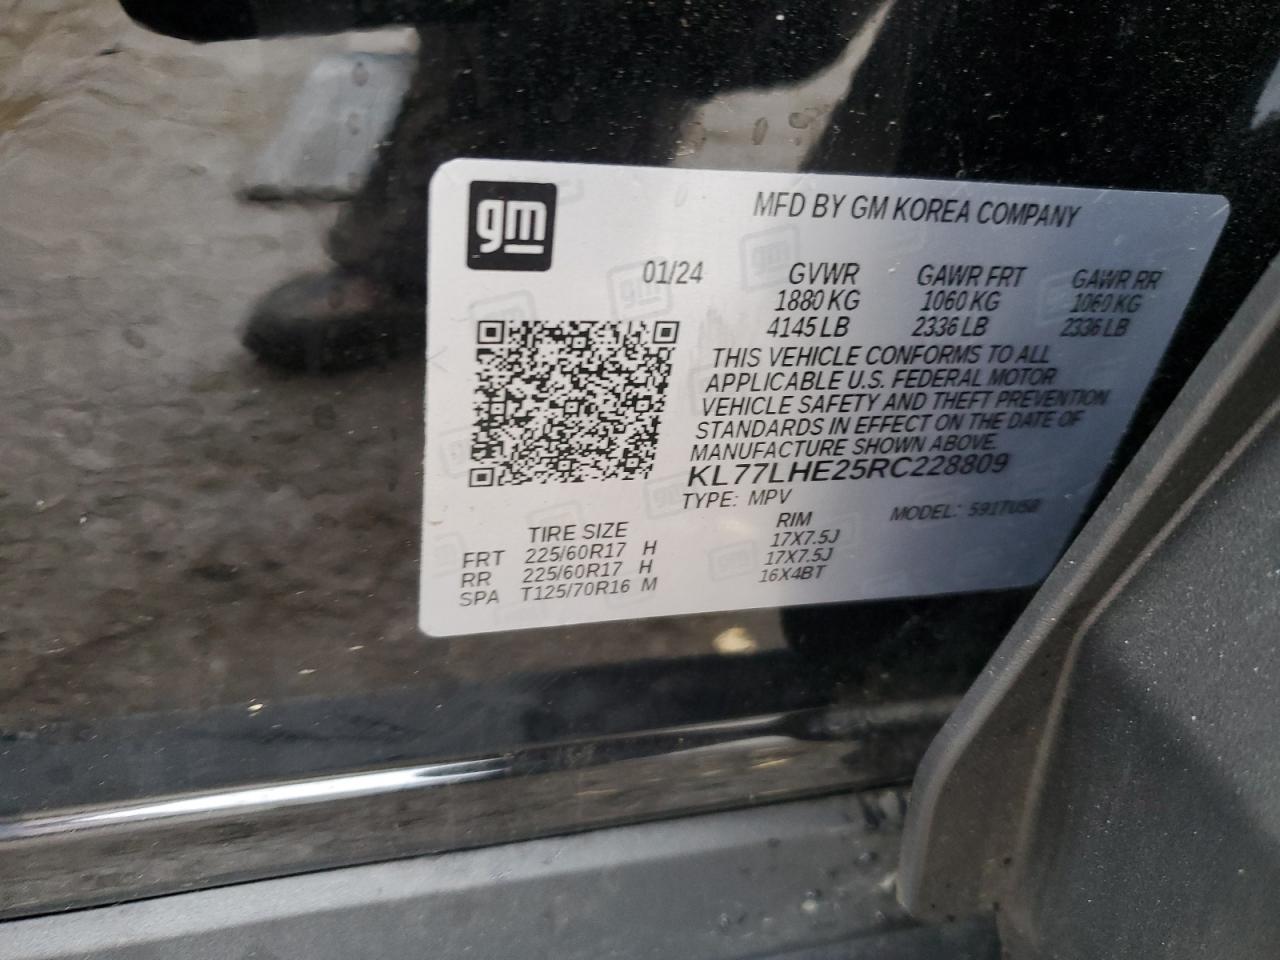 gm
MFD BY GM KOREA COMPANY
01/24 GVWR GAWR FRT GAWR RR
1880 KG 1060 KG 1060 KG
4145 LB 2336 LB 2336 LB
THIS VEHICLE CONFORMS TO ALL
APPLICABLE U.S. FEDERAL MOTOR
VEHICLE SAFETY AND THEFT PREVENTION
STANDARDS IN EFFECT ON THE DATE OF
MANUFACTURE SHOWN ABOVE.
KL77LHE25RC228809
TYPE: MPV MODEL:
TIRE SIZE RIM
FRT 225/60R17 H 17X7.5J
RR 225/60R17 H 17X7.5J
SPA T125/70R16 M 16X4BT